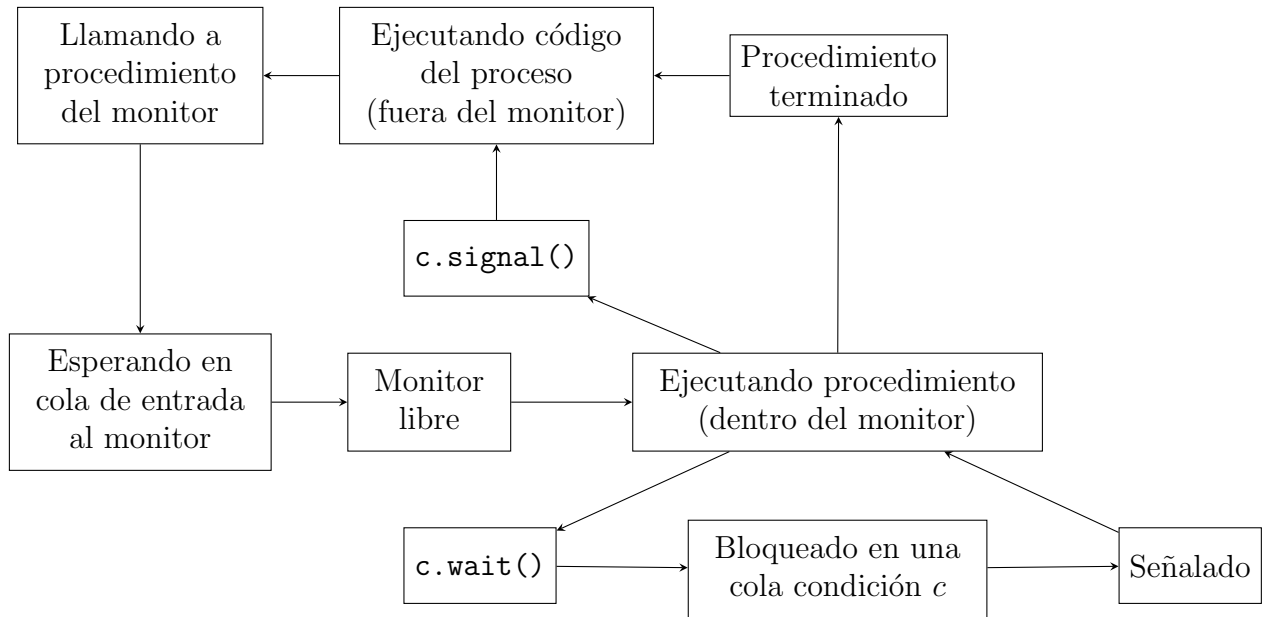 Llamando a
procedimiento
del monitor
Ejecutando código
del proceso
(fuera del monitor)
Procedimiento
terminado
c.signal()
Esperando en
cola de entrada
al monitor
Monitor
libre
Ejecutando procedimiento
(dentro del monitor)
c.wait()
Bloqueado en una
cola condición c
Señalado